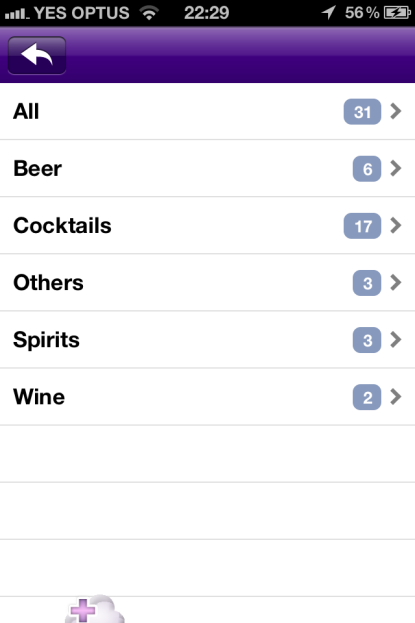 YES OPTUS 22:29 56%
All 31
Beer 6
Cocktails 17
Others 3
Spirits 3
Wine 2